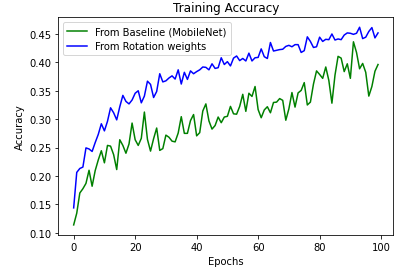 Training Accuracy
From Baseline (MobileNet)
From Rotation weights
Accuracy
0.45
0.40
0.35
0.30
0.25
0.20
0.15
0.10
0 20 40 60 80 100
Epochs